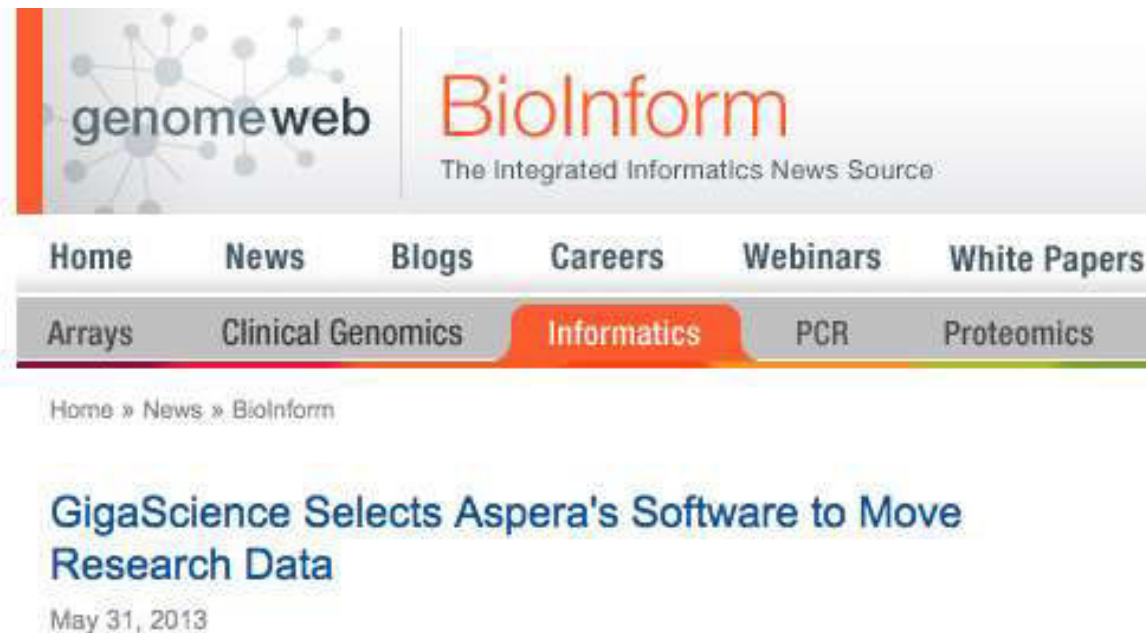 genomeweb
BioInform
The Integrated Informatics News Source
Home News Blogs Careers Webinars White Papers
Arrays Clinical Genomics Informatics PCR Proteomics
Home » News » BioInform
GigaScience Selects Aspera's Software to Move
Research Data
May 31, 2013